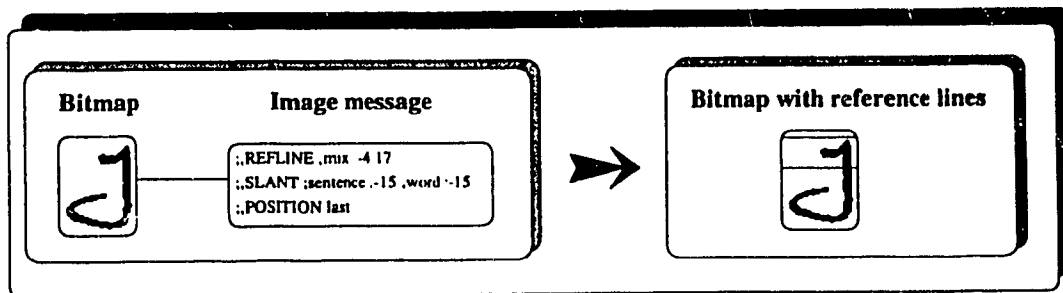 Bitmap
Image message
;,REFLINE ,mix -4 17
;,SLANT ;sentence ,-15 ,word -15
;,POSITION last
Bitmap with reference lines